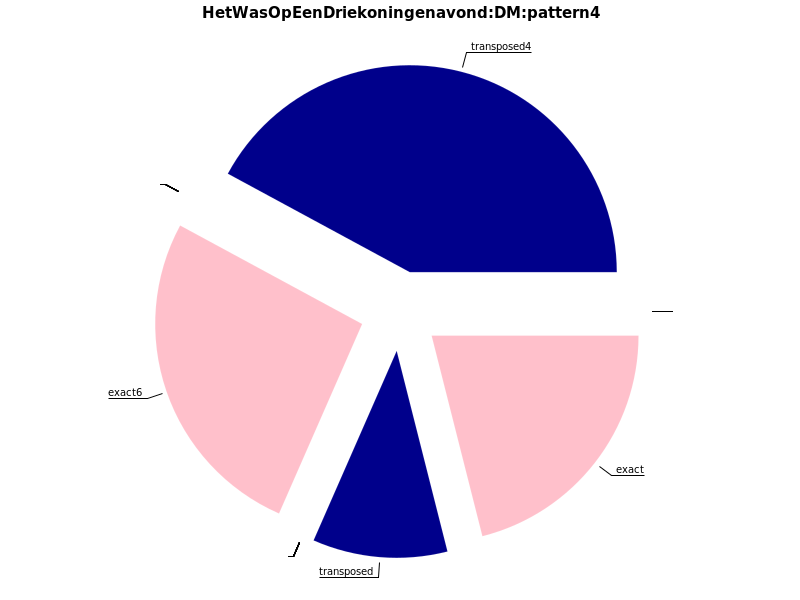 HetWasOpEenDriekoningenavond:DM:pattern4
transposed4
exact6
exact
transposed